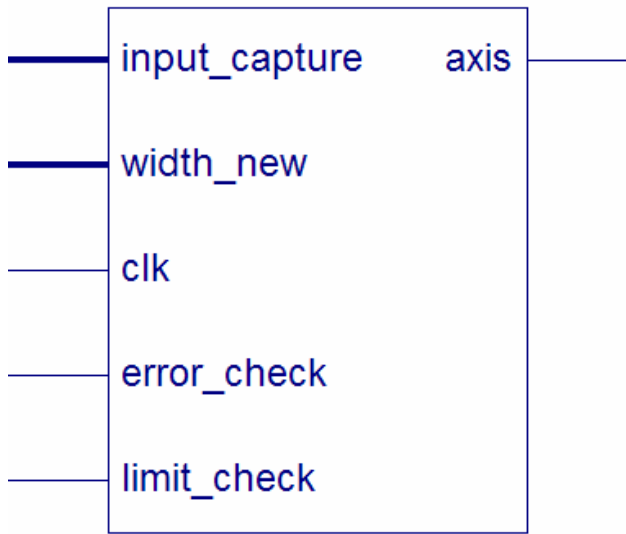 input_capture axis
width_new
clk
error_check
limit_check